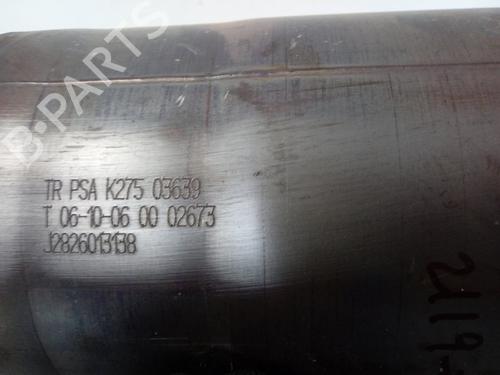 B-PARTS
TR PSA K275 03639
T 06-10-06 00 02673
J2826013138